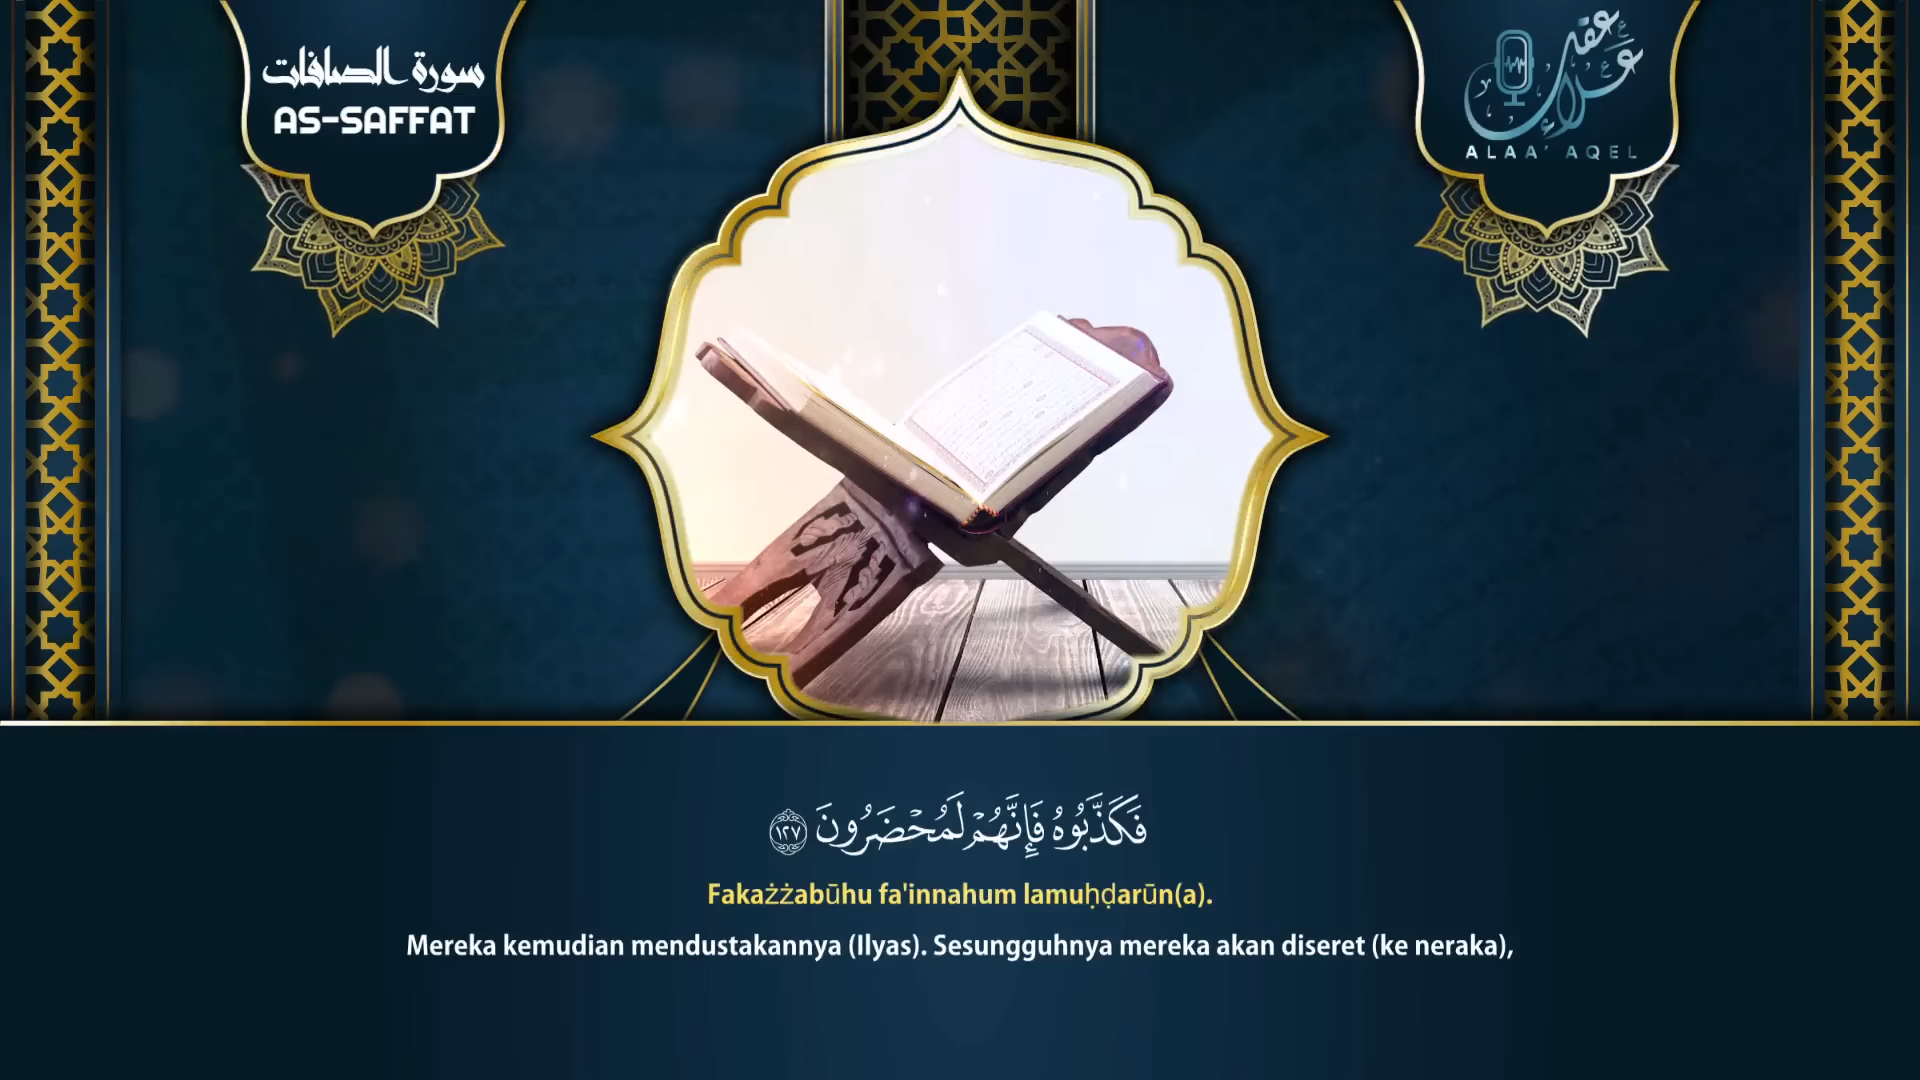 سورة الصافات
AS-SAFFAT
علاء عقل
ALAA' AQEL
فَكَذَّبُوهُ فَإِنَّهُمْ لَمُحْضَرُونَ ١٢٧
Fakażżabūhu fa'innahum lamuḥḍarūn(a).
Mereka kemudian mendustakannya (Ilyas). Sesungguhnya mereka akan diseret (ke neraka),